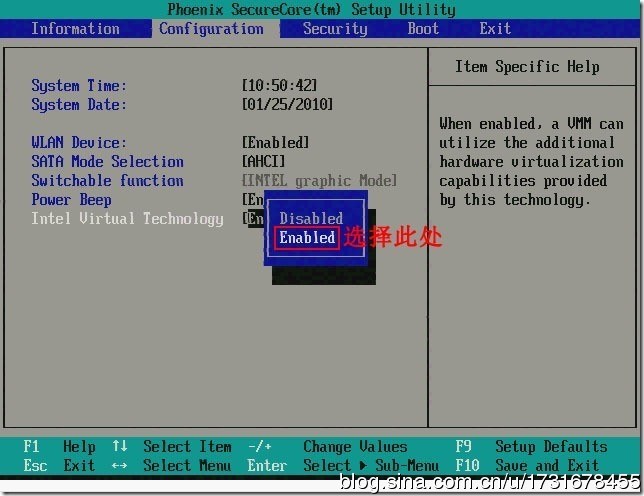 Phoenix SecureCore(tm) Setup Utility
Information Configuration Security Boot Exit
System Time: [10:50:42]
System Date: [01/25/2010]
WLAN Device: [Enabled]
SATA Mode Selection [AHCI]
Switchable function [INTEL graphic Mode]
Power Beep [En
Intel Virtual Technology [En
Disabled
Enabled 选择此处
Item Specific Help
When enabled, a VMM can
utilize the additional
hardware virtualization
capabilities provided
by this technology.
F1 Help ↑↓ Select Item -/+ Change Values F9 Setup Defaults
Esc Exit ↔ Select Menu Enter Select ▶ Sub-Menu F10 Save and Exit
blog.sina.com.cn/u/1731678455